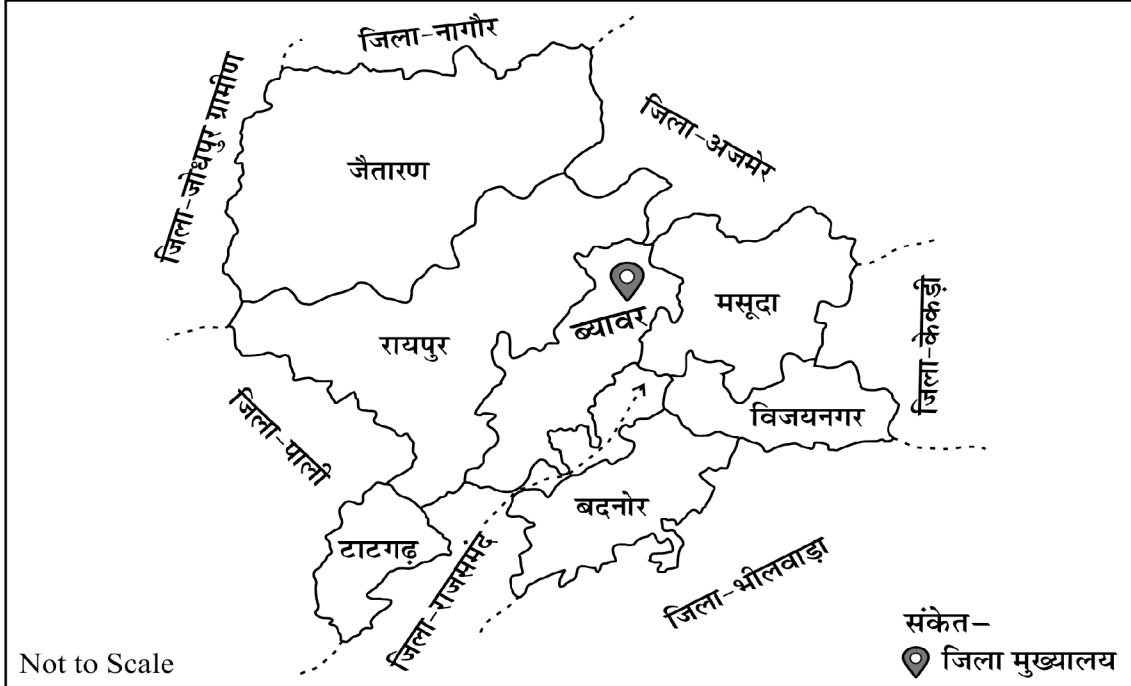 जिला-नागौर
जिला-जोधपुर ग्रामीण
जिला-अजमेर
जैतारण
मसूदा
ब्यावर
रायपुर
जिला-केकड़ी
विजयनगर
जिला-पाली
बदनोर
टाटगढ़
जिला-राजसमंद
जिला-भीलवाड़ा
संकेत–
जिला मुख्यालय
Not to Scale